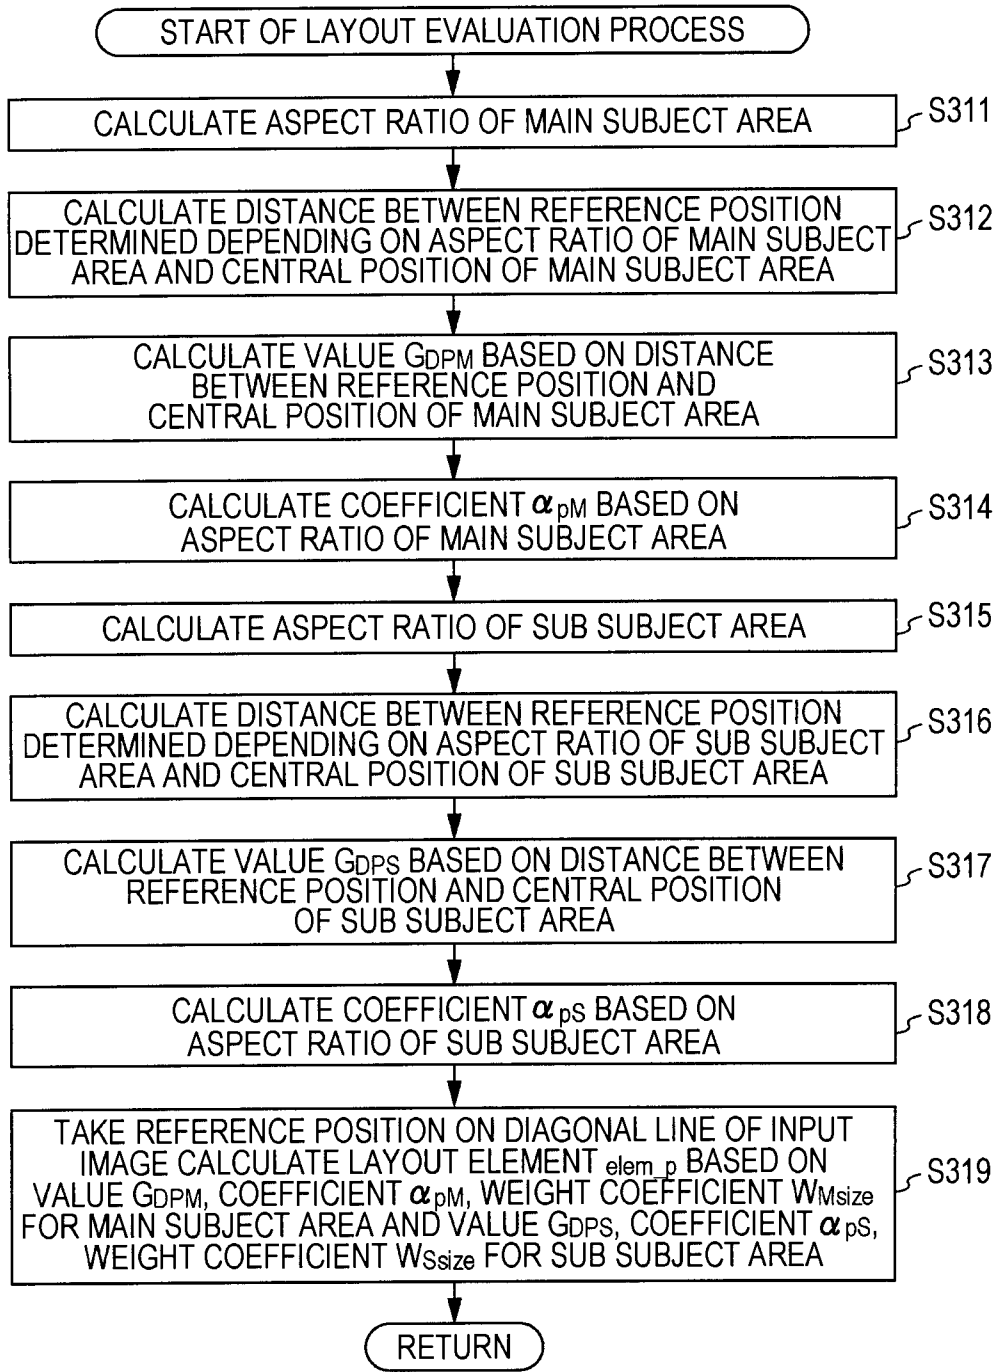 START OF LAYOUT EVALUATION PROCESS
CALCULATE ASPECT RATIO OF MAIN SUBJECT AREA
S311
CALCULATE DISTANCE BETWEEN REFERENCE POSITION
DETERMINED DEPENDING ON ASPECT RATIO OF MAIN SUBJECT
AREA AND CENTRAL POSITION OF MAIN SUBJECT AREA
S312
CALCULATE VALUE GDPM BASED ON DISTANCE
BETWEEN REFERENCE POSITION AND
CENTRAL POSITION OF MAIN SUBJECT AREA
S313
CALCULATE COEFFICIENT αpM BASED ON
ASPECT RATIO OF MAIN SUBJECT AREA
S314
CALCULATE ASPECT RATIO OF SUB SUBJECT AREA
S315
CALCULATE DISTANCE BETWEEN REFERENCE POSITION
DETERMINED DEPENDING ON ASPECT RATIO OF SUB SUBJECT
AREA AND CENTRAL POSITION OF SUB SUBJECT AREA
S316
CALCULATE VALUE GDPS BASED ON DISTANCE BETWEEN
REFERENCE POSITION AND CENTRAL POSITION
OF SUB SUBJECT AREA
S317
CALCULATE COEFFICIENT αpS BASED ON
ASPECT RATIO OF SUB SUBJECT AREA
S318
TAKE REFERENCE POSITION ON DIAGONAL LINE OF INPUT
IMAGE CALCULATE LAYOUT ELEMENT elem_p BASED ON
VALUE GDPM, COEFFICIENT αpM, WEIGHT COEFFICIENT WMsize
FOR MAIN SUBJECT AREA AND VALUE GDPS, COEFFICIENT αpS,
WEIGHT COEFFICIENT WSsize FOR SUB SUBJECT AREA
S319
RETURN